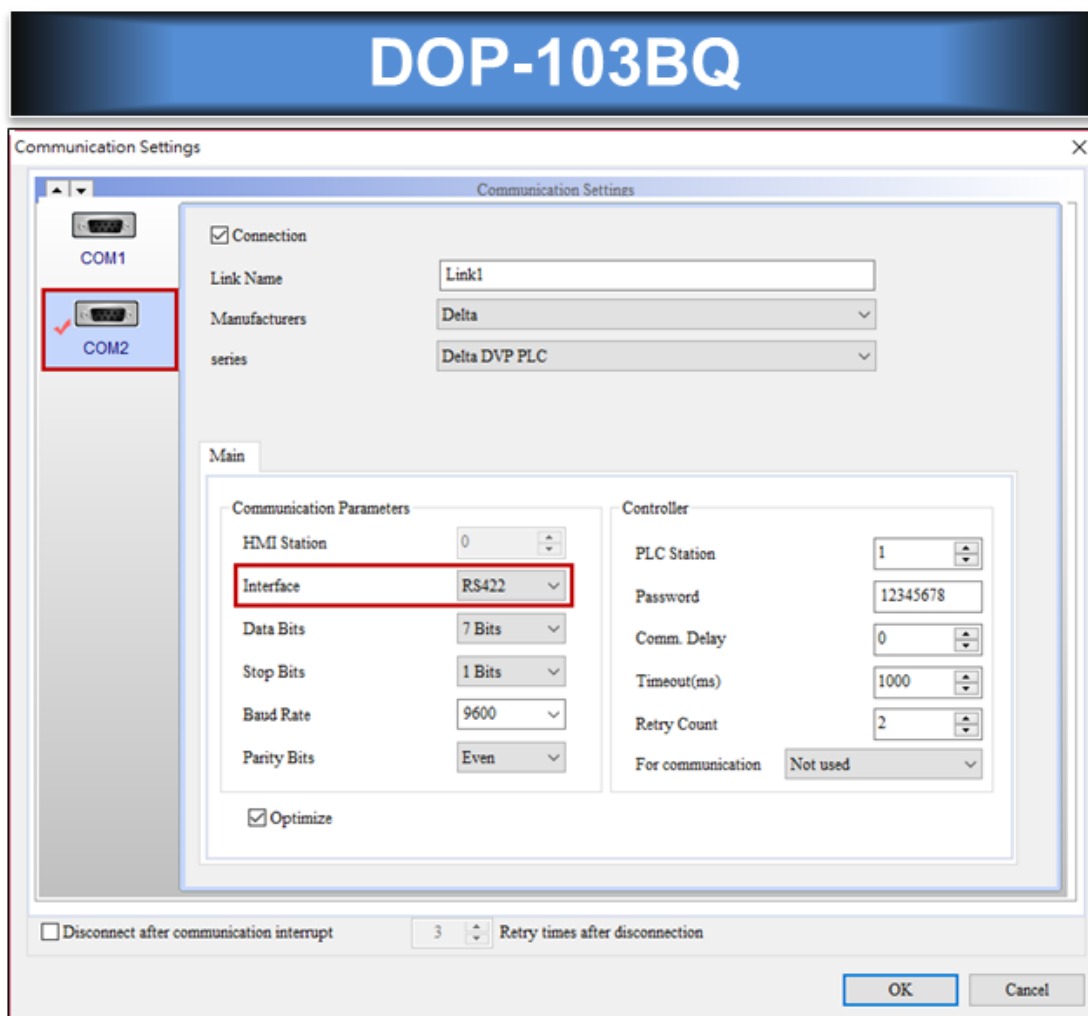 DOP-103BQ
Communication Settings
Communication Settings
COM1
COM2
Connection
Link Name Link1
Manufacturers Delta
series Delta DVP PLC
Main
Communication Parameters
HMI Station 0
Interface RS422
Data Bits 7 Bits
Stop Bits 1 Bits
Baud Rate 9600
Parity Bits Even
Optimize
Controller
PLC Station 1
Password 12345678
Comm. Delay 0
Timeout(ms) 1000
Retry Count 2
For communication Not used
Disconnect after communication interrupt 3 Retry times after disconnection
OK Cancel